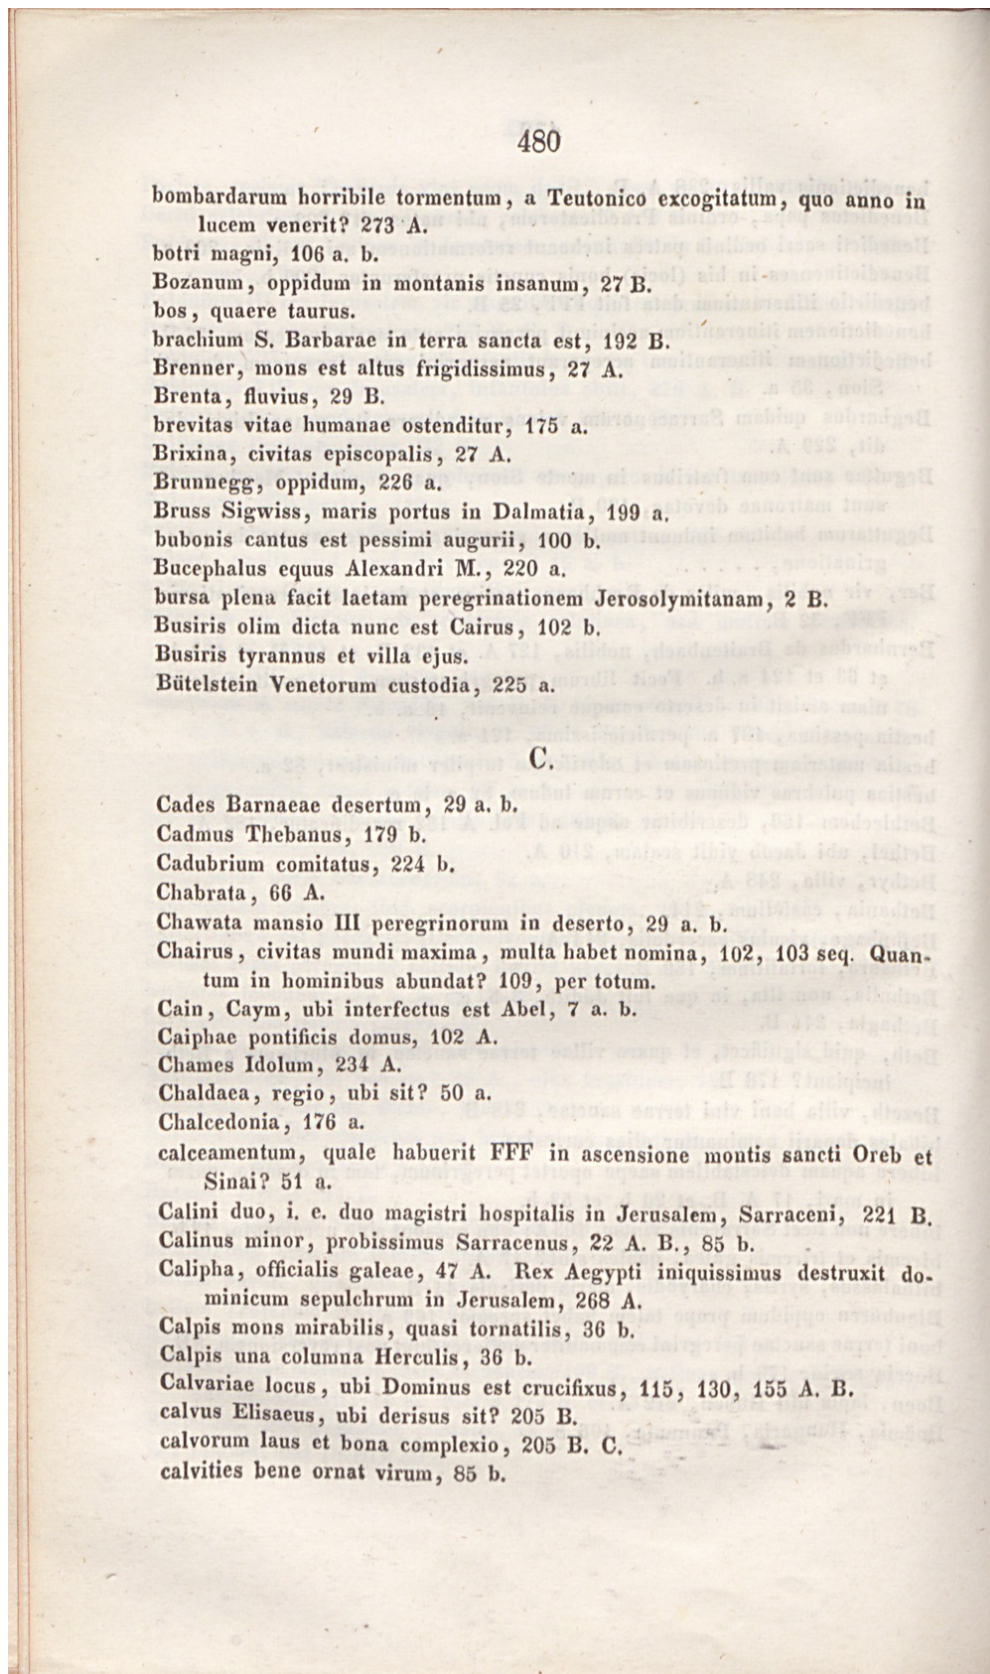 480
bombardarum horribile tormentum, a Teutonico excogitatum, quo anno in
lucem venerit? 273 A.
botri magni, 106 a. b.
Bozanum, oppidum in montanis insanum, 27 B.
bos, quaere taurus.
brachium S. Barbarae in terra sancta est, 192 B.
Brenner, mons est altus frigidissimus, 27 A.
Brenta, fluvius, 29 B.
brevitas vitae humanae ostenditur, 175 a.
Brixina, civitas episcopalis, 27 A.
Brunnegg, oppidum, 226 a.
Bruss Sigwiss, maris portus in Dalmatia, 199 a.
bubonis cantus est pessimi augurii, 100 b.
Bucephalus equus Alexandri M., 220 a.
bursa plena facit laetam peregrinationem Jerosolymitanam, 2 B.
Busiris olim dicta nunc est Cairus, 102 b.
Busiris tyrannus et villa ejus.
Bütelstein Venetorum custodia, 225 a.
C.
Cades Barnaeae desertum, 29 a. b.
Cadmus Thebanus, 179 b.
Cadubrium comitatus, 224 b.
Chabrata, 66 A.
Chawata mansio III peregrinorum in deserto, 29 a. b.
Chairus, civitas mundi maxima, multa habet nomina, 102, 103 seq. Quan-
tum in hominibus abundat? 109, per totum.
Cain, Caym, ubi interfectus est Abel, 7 a. b.
Caiphae pontificis domus, 102 A.
Chames Idolum, 234 A.
Chaldaea, regio, ubi sit? 50 a.
Chalcedonia, 176 a.
calceamentum, quale habuerit FFF in ascensione montis sancti Oreb et
Sinai? 51 a.
Calini duo, i. e. duo magistri hospitalis in Jerusalem, Sarraceni, 221 B.
Calinus minor, probissimus Sarracenus, 22 A. B., 85 b.
Calipha, officialis galeae, 47 A. Rex Aegypti iniquissimus destruxit do-
minicum sepulchrum in Jerusalem, 268 A.
Calpis mons mirabilis, quasi tornatilis, 36 b.
Calpis una columna Herculis, 36 b.
Calvariae locus, ubi Dominus est crucifixus, 115, 130, 155 A. B.
calvus Elisaeus, ubi derisus sit? 205 B.
calvorum laus et bona complexio, 205 B. C.
calvities bene ornat virum, 85 b.